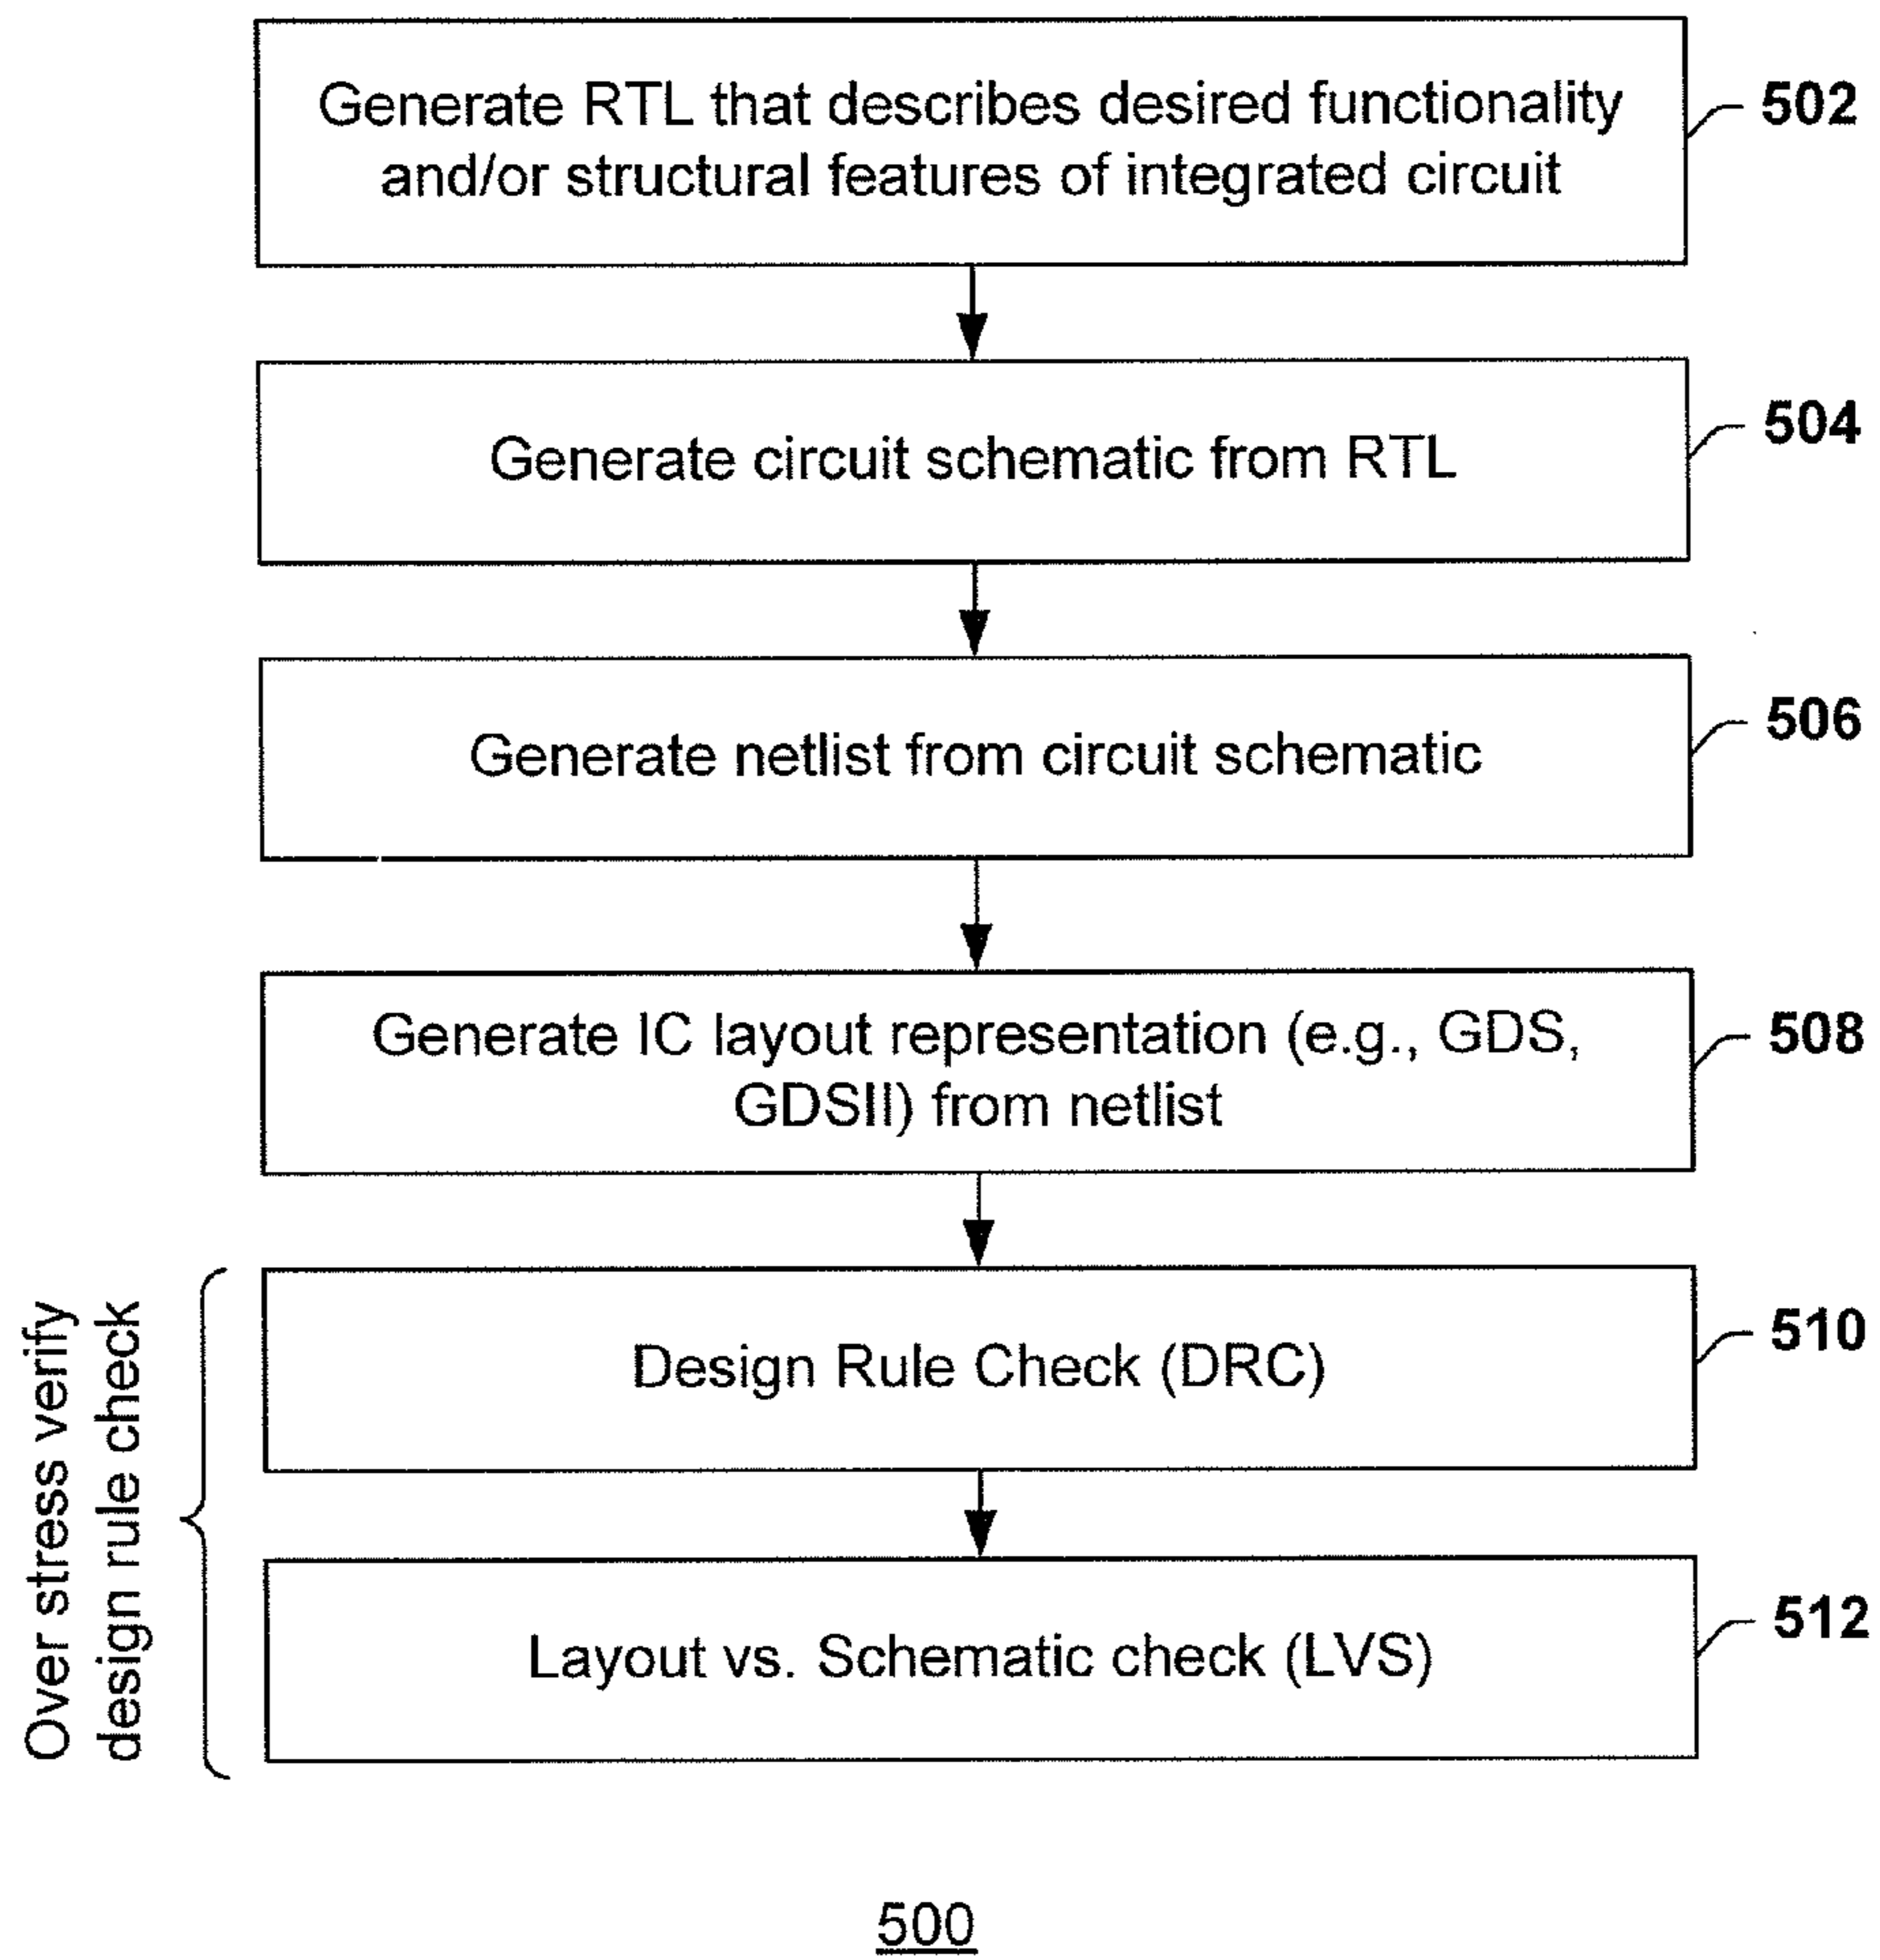 Generate RTL that describes desired functionality
and/or structural features of integrated circuit
502
Generate circuit schematic from RTL
504
Generate netlist from circuit schematic
506
Generate IC layout representation (e.g., GDS,
GDSII) from netlist
508
Over stress verify
design rule check
Design Rule Check (DRC)
510
Layout vs. Schematic check (LVS)
512
500